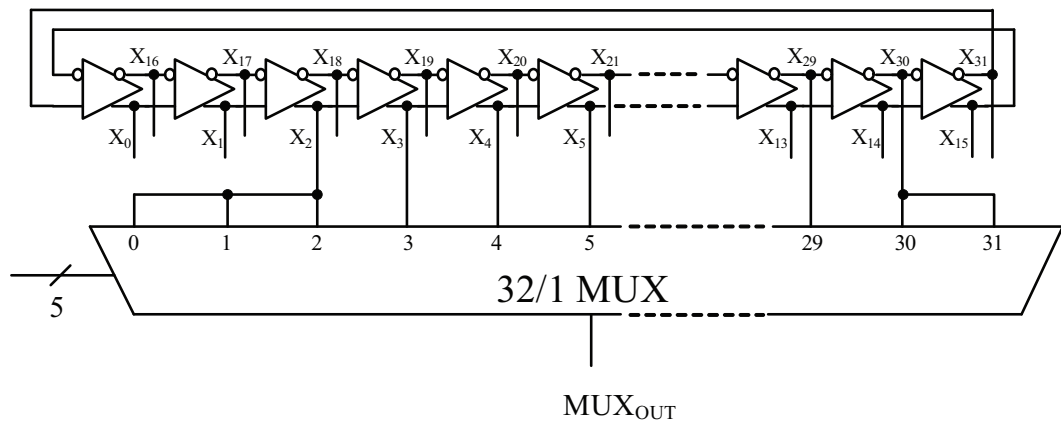 X16 X17 X18 X19 X20 X21 X29 X30 X31
X0 X1 X2 X3 X4 X5 X13 X14 X15
0 1 2 3 4 5 29 30 31
5
32/1 MUX
MUXOUT